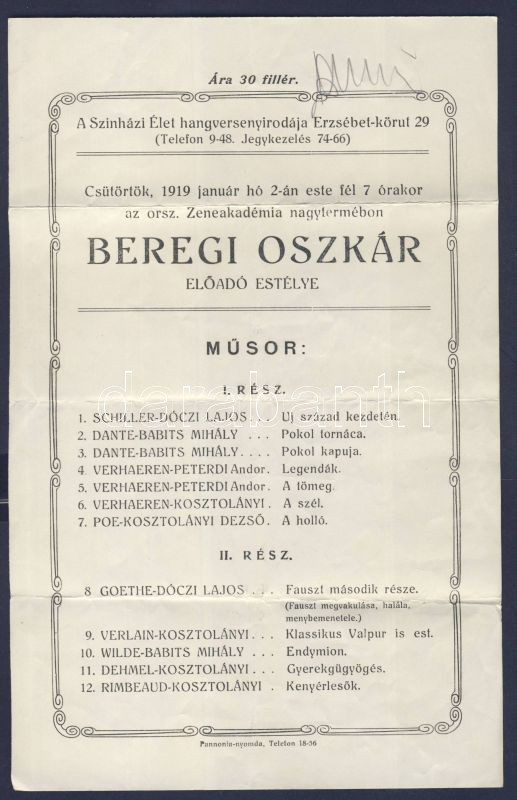 Ára 30 fillér.
A Szinházi Élet hangversenyirodája Erzsébet-körut 29
(Telefon 9-48. Jegykezelés 74-66)
Csütörtök, 1919 január hó 2-án este fél 7 órakor
az orsz. Zeneakadémia nagytermébon
BEREGI OSZKÁR
ELŐADÓ ESTÉLYE
MŰSOR:
I. RÉSZ.
1. SCHILLER-DÓCZI LAJOS . . . Uj század kezdetén.
2. DANTE-BABITS MIHÁLY . . . Pokol tornáca.
3. DANTE-BABITS MIHÁLY . . . . Pokol kapuja.
4. VERHAEREN-PETERDI Andor. Legendák.
5. VERHAEREN-PETERDI Andor. A tömeg.
6. VERHAEREN-KOSZTOLÁNYI . A szél.
7. POE-KOSZTOLÁNYI DEZSŐ . A holló.
II. RÉSZ.
8 GOETHE-DÓCZI LAJOS . . . Fauszt második része.
(Fauszt megvakulása, halála,
menybemenetele.)
9. VERLAIN-KOSZTOLÁNYI . . . Klassikus Valpur is est.
10. WILDE-BABITS MIHÁLY . . . Endymion.
11. DEHMEL-KOSZTOLÁNYI . . . Gyerekgügyögés.
12. RIMBEAUD-KOSZTOLÁNYI . Kenyérlesők.
Pannonia-nyomda, Telefon 18-56
darabanth